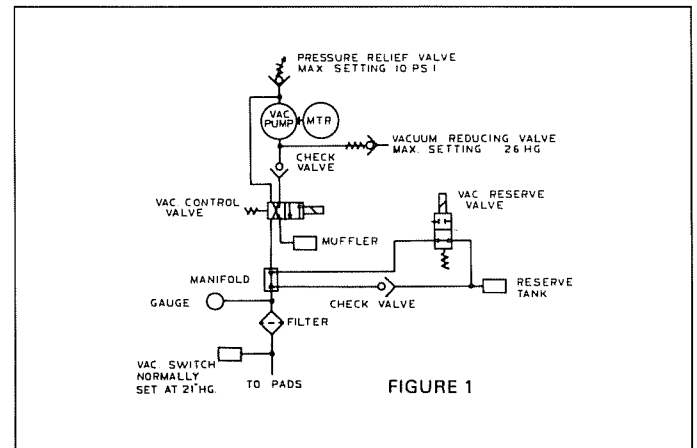 PRESSURE RELIEF VALVE
MAX. SETTING 10 PSI
VAC
PUMP
MTR
VACUUM REDUCING VALVE
MAX. SETTING 26 HG
CHECK
VALVE
VAC RESERVE
VALVE
VAC. CONTROL
VALVE
MUFFLER
MANIFOLD
RESERVE
TANK
GAUGE
CHECK VALVE
FILTER
VAC. SWITCH
NORMALLY
SET AT 21"HG.
TO PADS
FIGURE 1